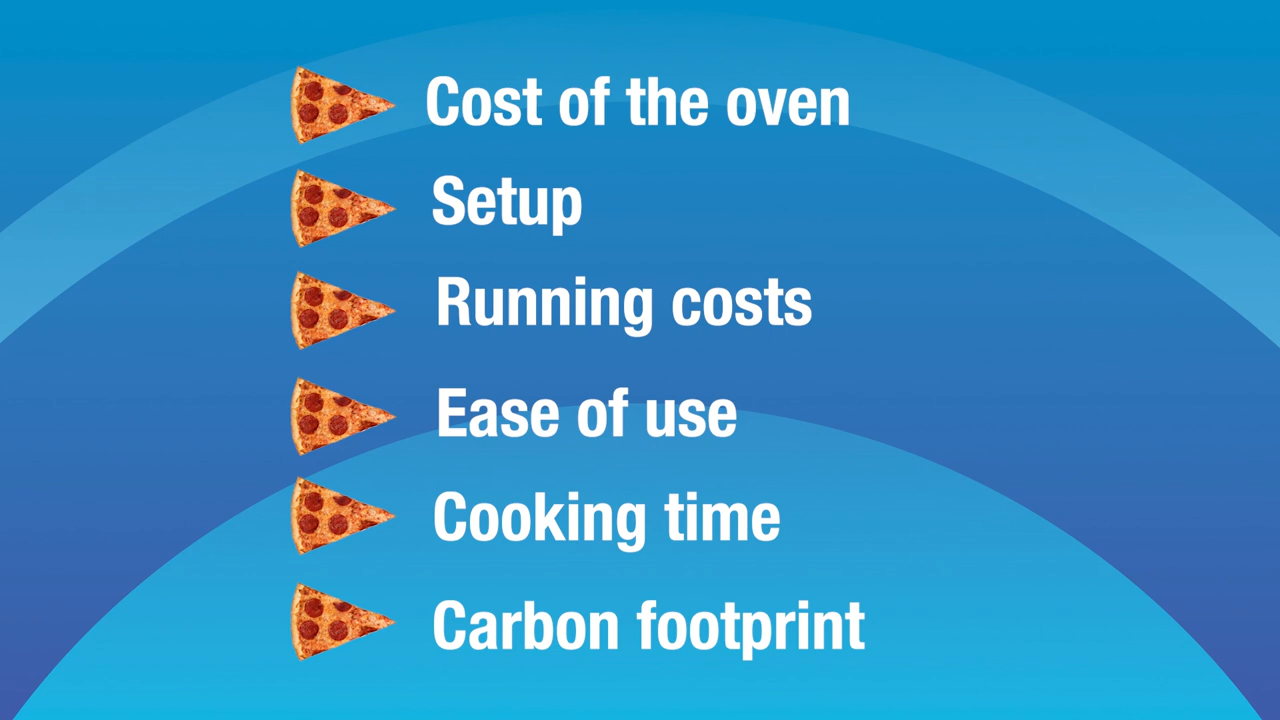 Cost of the oven
Setup
Running costs
Ease of use
Cooking time
Carbon footprint